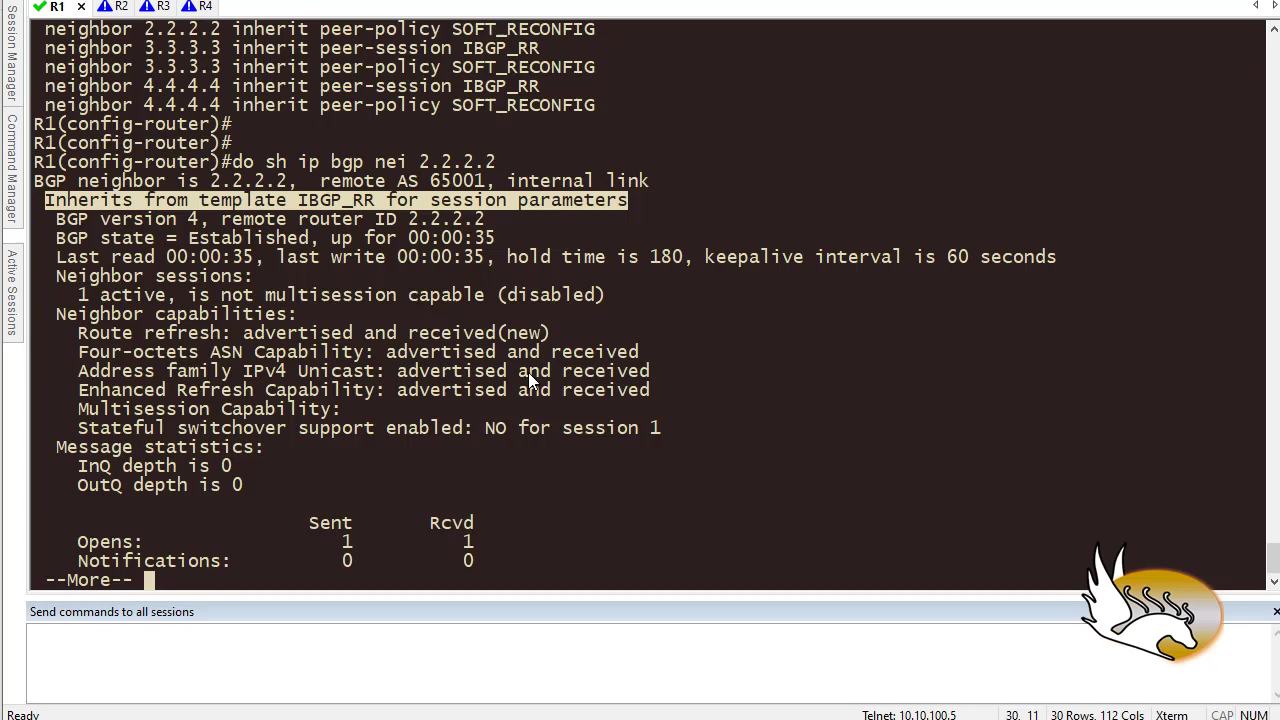 R1 × R2 R3 R4
Session Manager
Command Manager
Active Sessions
neighbor 2.2.2.2 inherit peer-policy SOFT_RECONFIG
neighbor 3.3.3.3 inherit peer-session IBGP_RR
neighbor 3.3.3.3 inherit peer-policy SOFT_RECONFIG
neighbor 4.4.4.4 inherit peer-session IBGP_RR
neighbor 4.4.4.4 inherit peer-policy SOFT_RECONFIG
R1(config-router)#
R1(config-router)#
R1(config-router)#do sh ip bgp nei 2.2.2.2
BGP neighbor is 2.2.2.2,  remote AS 65001, internal link
Inherits from template IBGP_RR for session parameters
BGP version 4, remote router ID 2.2.2.2
BGP state = Established, up for 00:00:35
Last read 00:00:35, last write 00:00:35, hold time is 180, keepalive interval is 60 seconds
Neighbor sessions:
1 active, is not multisession capable (disabled)
Neighbor capabilities:
Route refresh: advertised and received(new)
Four-octets ASN Capability: advertised and received
Address family IPv4 Unicast: advertised and received
Enhanced Refresh Capability: advertised and received
Multisession Capability:
Stateful switchover support enabled: NO for session 1
Message statistics:
InQ depth is 0
OutQ depth is 0
Sent Rcvd
Opens: 1 1
Notifications: 0 0
--More--
Send commands to all sessions
Ready Telnet: 10.10.100.5 30, 11 30 Rows, 112 Cols Xterm CAP NUM